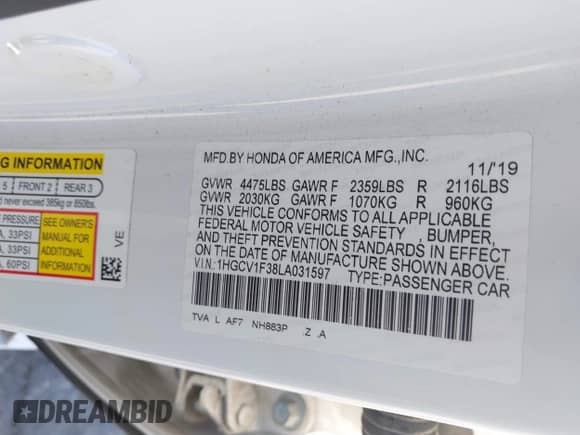 G INFORMATION
5 FRONT 2 REAR 3
never exceed 385kg or 850lbs.
PRESSURE
A, 33PSI
A, 33PSI
A, 60PSI
SEE OWNER'S
MANUAL FOR
ADDITIONAL
INFORMATION
VE
MFD.BY HONDA OF AMERICA MFG.,INC.
11/'19
GVWR 4475LBS GAWR F 2359LBS R 2116LBS
GVWR 2030KG GAWR F 1070KG R 960KG
THIS VEHICLE CONFORMS TO ALL APPLICABLE
FEDERAL MOTOR VEHICLE SAFETY , BUMPER,
AND THEFT PREVENTION STANDARDS IN EFFECT
ON THE DATE OF MANUFACTURE SHOWN ABOVE.
VIN:1HGCV1F38LA031597 TYPE:PASSENGER CAR
TVA L AF7 NH883P Z .A
DREAMBID